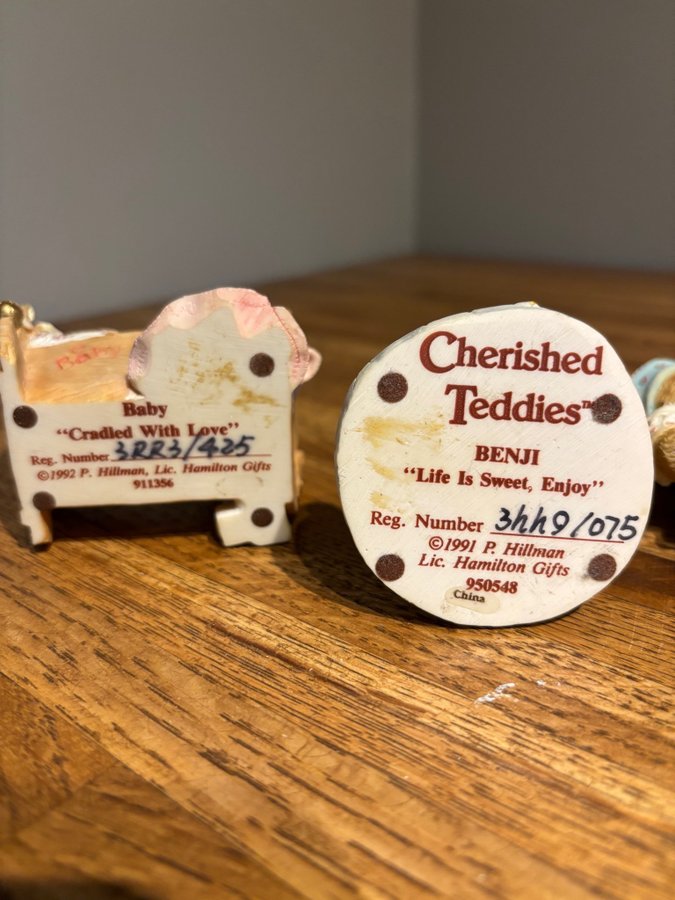 Baby
Baby
“Cradled With Love”
Reg. Number 3RR3/425
©1992 P. Hillman, Lic. Hamilton Gifts
911356
Cherished
Teddies™
BENJI
“Life Is Sweet, Enjoy”
Reg. Number 3hh9/075
©1991 P. Hillman
Lic. Hamilton Gifts
950548
China